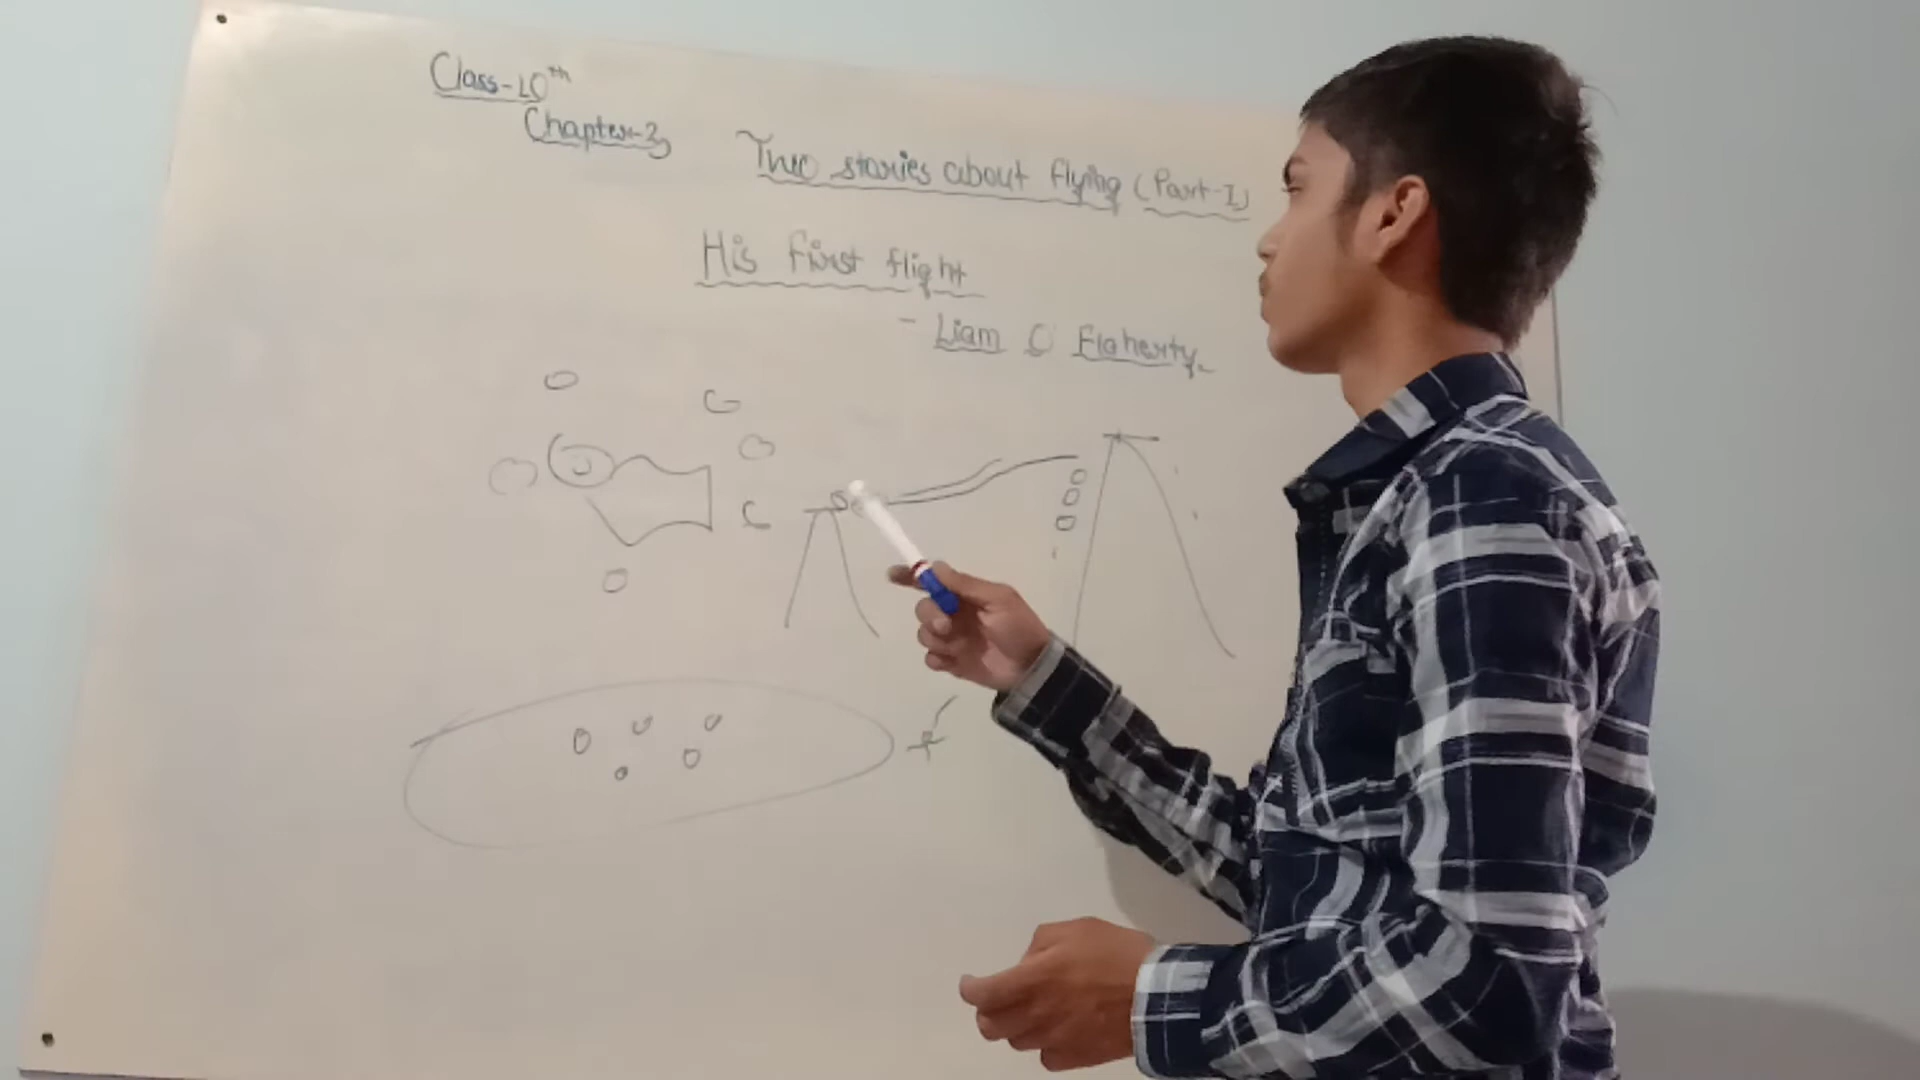 Class-10th
Chapter-3
Two stories about flying (Part-I)
His first flight
- Liam O Flaherty.